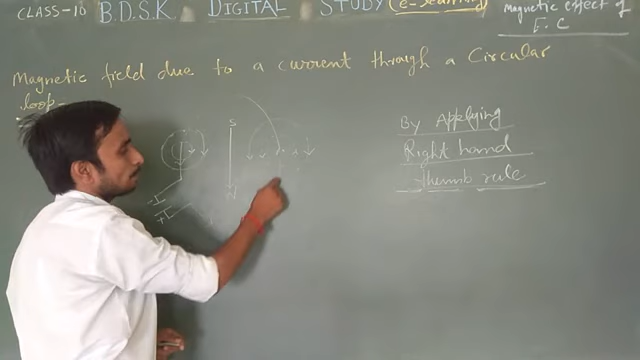 CLASS-10 B.D.S.K DIGITAL STUDY (e-learning)
Magnetic effect of
E.C
Magnetic field due to a current through a Circular
loop-
S
N
By Applying
Right hand
thumb rule